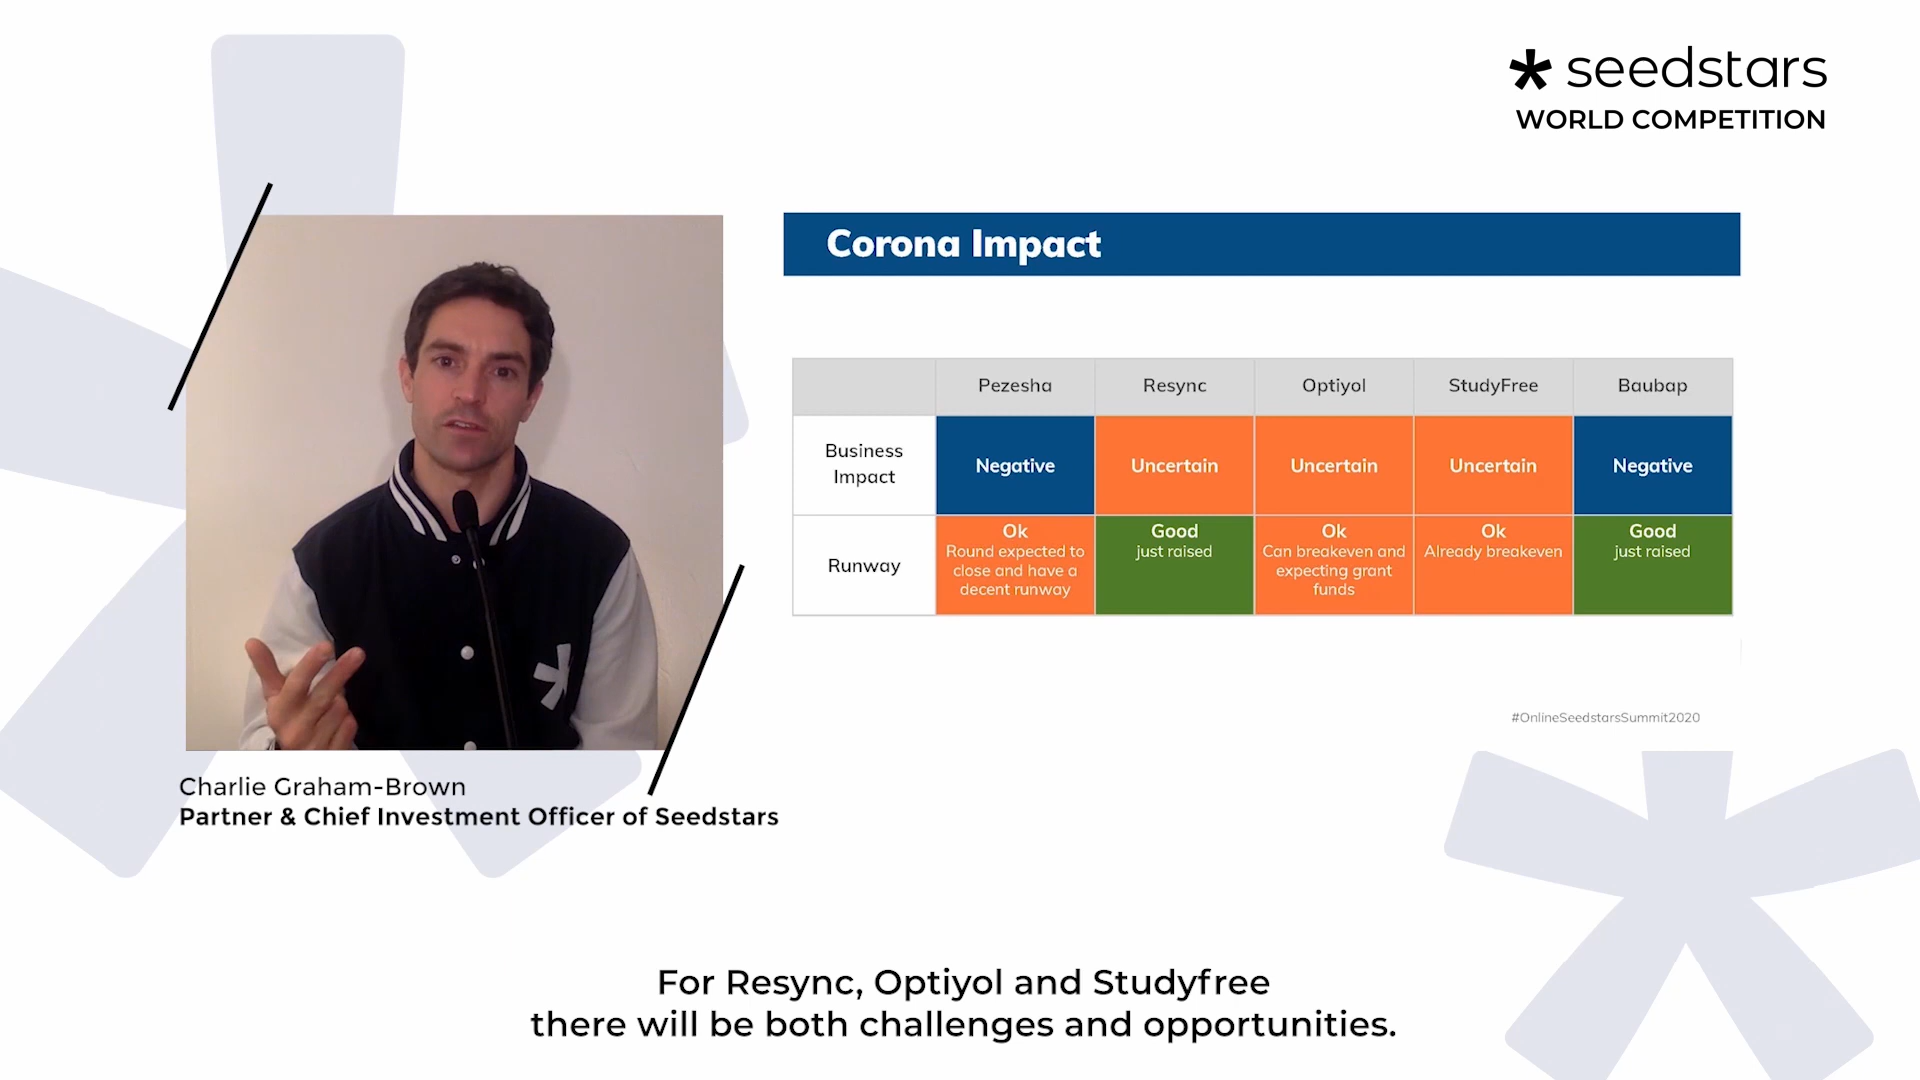 seedstars
WORLD COMPETITION
Corona Impact
Pezesha Resync Optiyol StudyFree Baubap
Business
Impact
Negative Uncertain Uncertain Uncertain Negative
Runway
Ok
Round expected to
close and have a
decent runway
Good
just raised
Ok
Can breakeven and
expecting grant
funds
Ok
Already breakeven
Good
just raised
#OnlineSeedstarsSummit2020
Charlie Graham-Brown
Partner & Chief Investment Officer of Seedstars
For Resync, Optiyol and Studyfree
there will be both challenges and opportunities.